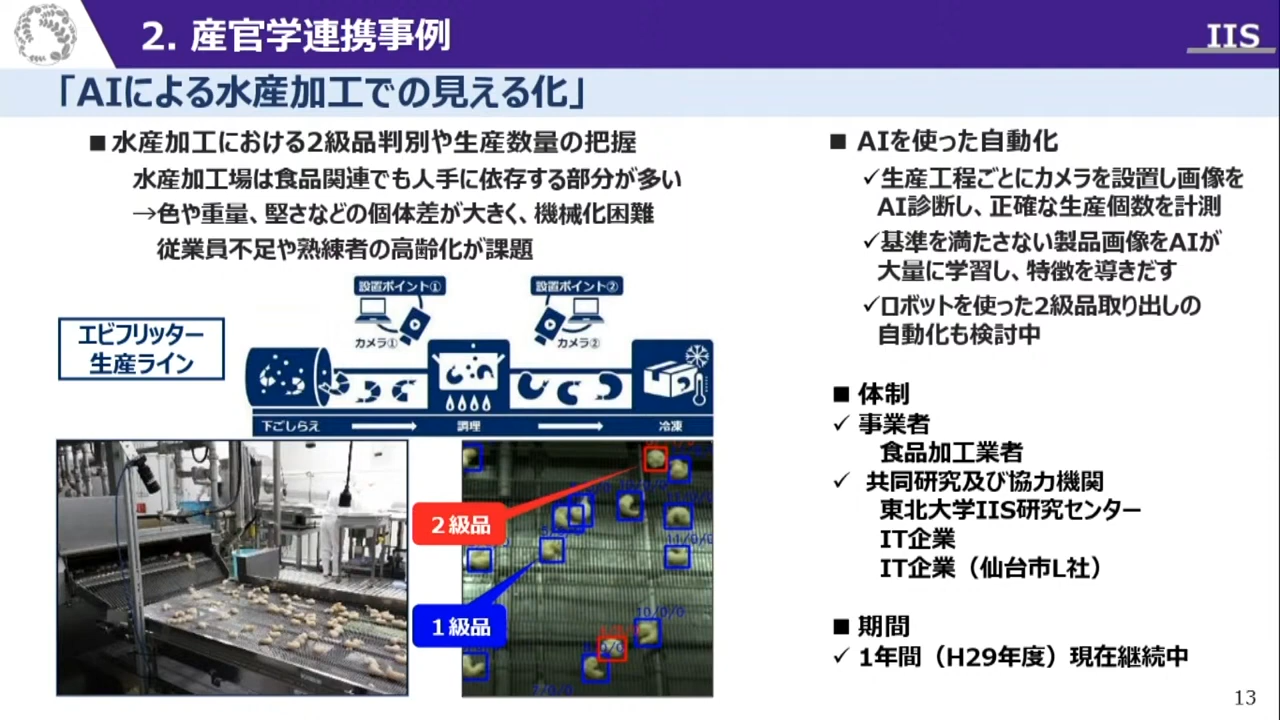 2. 産官学連携事例
IIS
「AIによる水産加工での見える化」
■ 水産加工における2級品判別や生産数量の把握
水産加工場は食品関連でも人手に依存する部分が多い
→色や重量、堅さなどの個体差が大きく、機械化困難
従業員不足や熟練者の高齢化が課題
エビフリッター
生産ライン
設置ポイント①
設置ポイント②
カメラ①
カメラ②
下ごしらえ
調理
冷凍
2級品
1級品
11/0/0
10/0/0
7/0/0
■ AIを使った自動化
✓生産工程ごとにカメラを設置し画像を
AI診断し、正確な生産個数を計測
✓基準を満たさない製品画像をAIが
大量に学習し、特徴を導きだす
✓ロボットを使った2級品取り出しの
自動化も検討中
■ 体制
✓ 事業者
食品加工業者
✓ 共同研究及び協力機関
東北大学IIS研究センター
IT企業
IT企業（仙台市L社）
■ 期間
✓ 1年間（H29年度）現在継続中
13